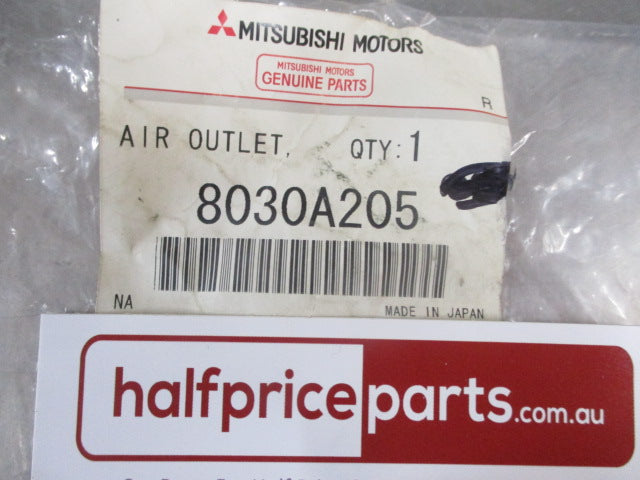 MITSUBISHI MOTORS
MITSUBISHI MOTORS
GENUINE PARTS
R
AIR OUTLET, QTY:1
8030A205
NA MADE IN JAPAN
halfpriceparts.com.au